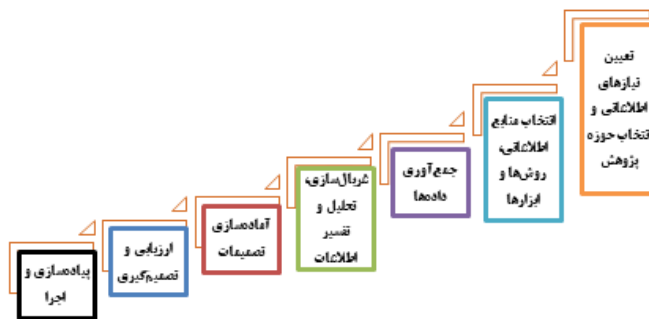 تعیین
نیازهای
اطلاعاتی و
انتخاب حوزه
پژوهش
انتخاب منابع
اطلاعاتی،
روش‌ها و
ابزارها
جمع‌آوری
داده‌ها
غربال‌سازی،
تحلیل و
تفسیر
اطلاعات
آماده‌سازی
تصمیمات
ارزیابی و
تصمیم‌گیری
پیاده‌سازی و
اجرا